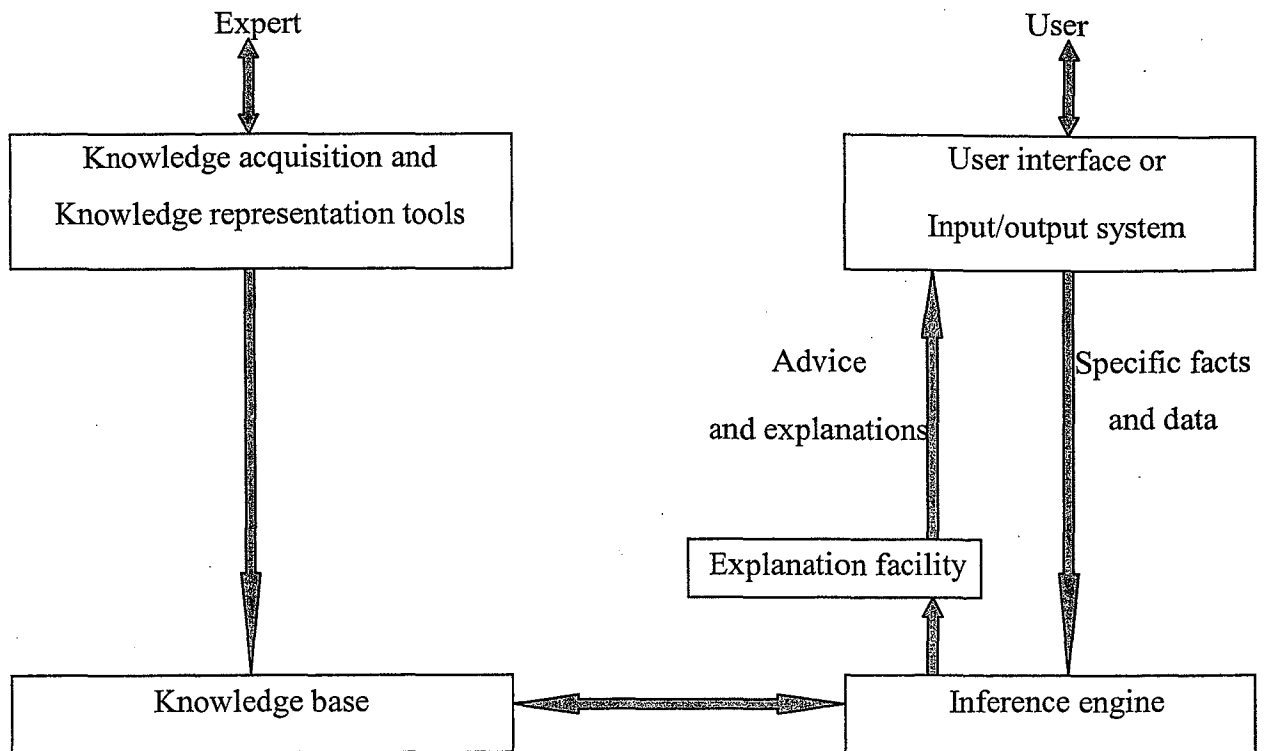 Expert
User
Knowledge acquisition and
Knowledge representation tools
User interface or
Input/output system
Advice
and explanations
Specific facts
and data
Explanation facility
Knowledge base
Inference engine